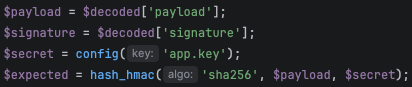 $payload = $decoded['payload'];
$signature = $decoded['signature'];
$secret = config( key: 'app.key');
$expected = hash_hmac( algo: 'sha256', $payload, $secret);